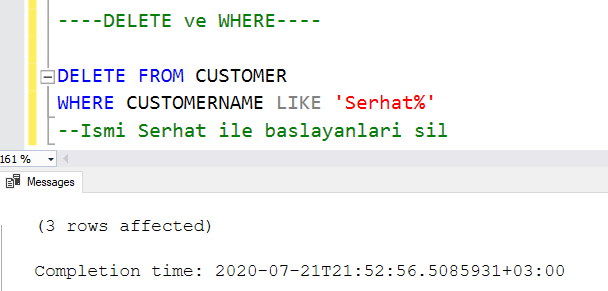 ----DELETE ve WHERE----
DELETE FROM CUSTOMER
WHERE CUSTOMERNAME LIKE 'Serhat%'
--Ismi Serhat ile baslayanlari sil
161 %
Messages
(3 rows affected)
Completion time: 2020-07-21T21:52:56.5085931+03:00